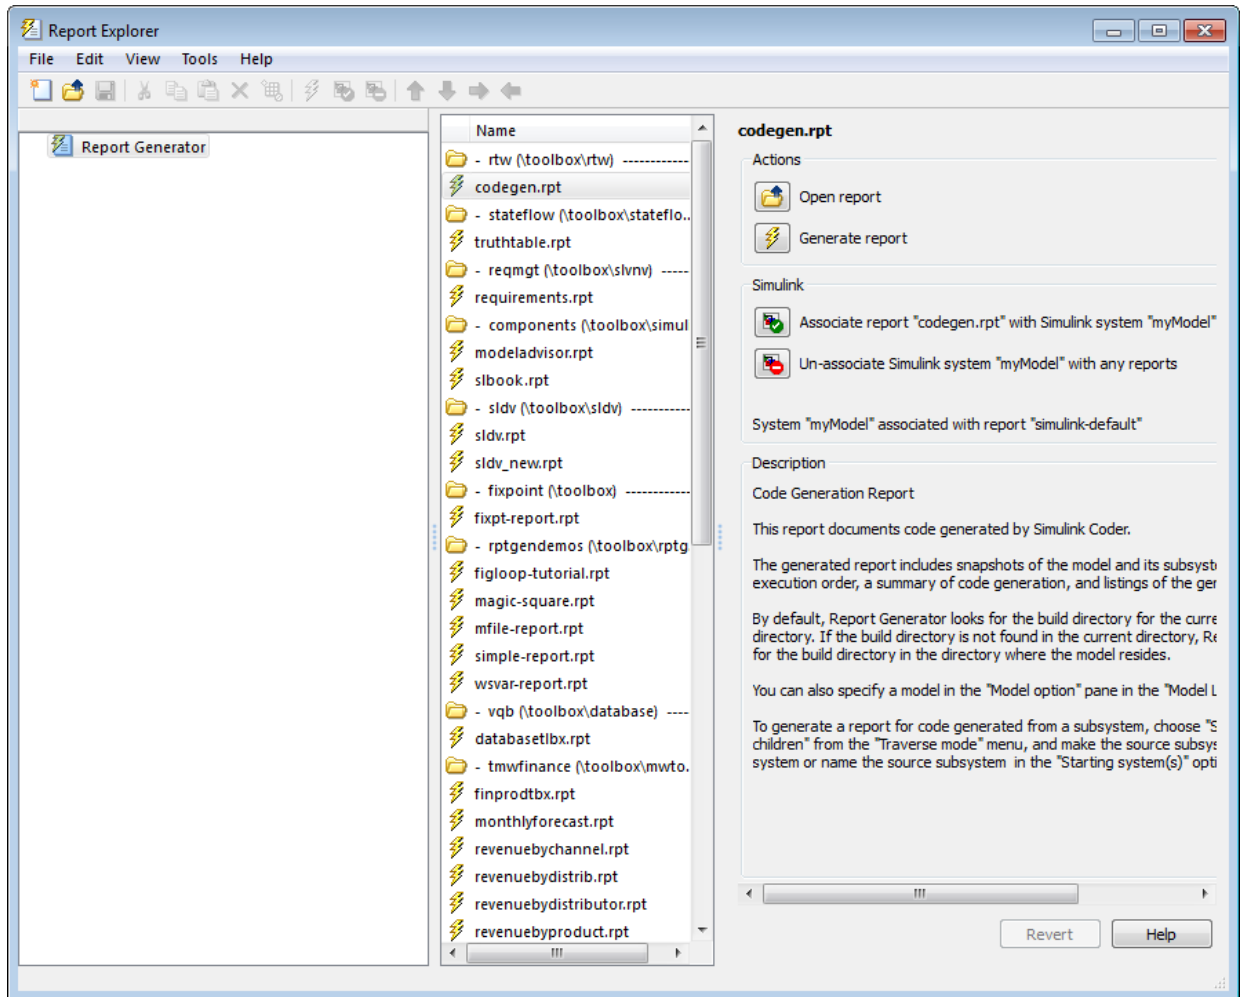 Report Explorer
File Edit View Tools Help
Report Generator
Name
- rtw (\toolbox\rtw) ------------
codegen.rpt
- stateflow (\toolbox\stateflo...
truthtable.rpt
- reqmgt (\toolbox\slvnv) -----
requirements.rpt
- components (\toolbox\simul
modeladvisor.rpt
slbook.rpt
- sldv (\toolbox\sldv) -----------
sldv.rpt
sldv_new.rpt
- fixpoint (\toolbox) ------------
fixpt-report.rpt
- rptgendemos (\toolbox\rptg
figloop-tutorial.rpt
magic-square.rpt
mfile-report.rpt
simple-report.rpt
wsvar-report.rpt
- vqb (\toolbox\database) ----
databasetlbx.rpt
- tmwfinance (\toolbox\mwto.
finprodtbx.rpt
monthlyforecast.rpt
revenuebychannel.rpt
revenuebydistrib.rpt
revenuebydistributor.rpt
revenuebyproduct.rpt
codegen.rpt
Actions
Open report
Generate report
Simulink
Associate report "codegen.rpt" with Simulink system "myModel"
Un-associate Simulink system "myModel" with any reports
System "myModel" associated with report "simulink-default"
Description
Code Generation Report
This report documents code generated by Simulink Coder.
The generated report includes snapshots of the model and its subsyste
execution order, a summary of code generation, and listings of the ger
By default, Report Generator looks for the build directory for the curre
directory. If the build directory is not found in the current directory, Re
for the build directory in the directory where the model resides.
You can also specify a model in the "Model option" pane in the "Model L
To generate a report for code generated from a subsystem, choose "S
children" from the "Traverse mode" menu, and make the source subsys
system or name the source subsystem in the "Starting system(s)" opti
Revert Help